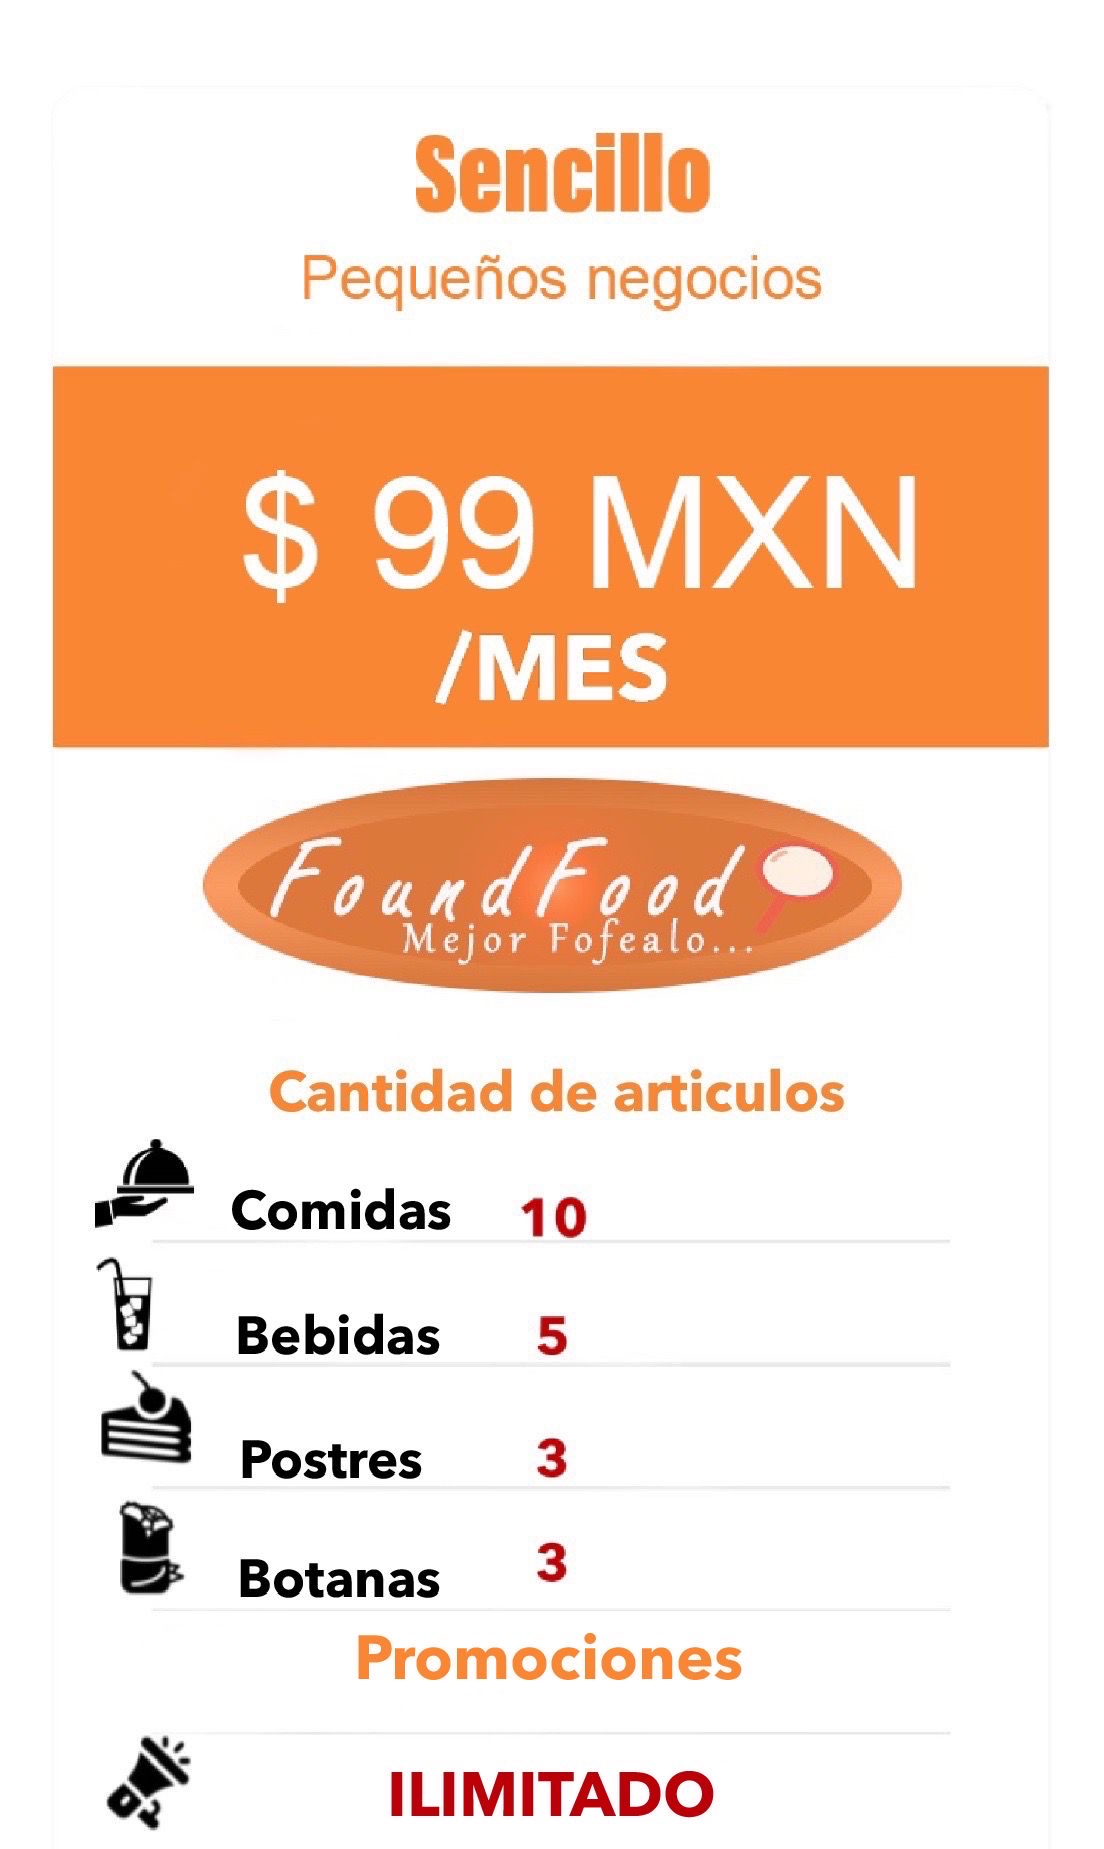 Sencillo
Pequeños negocios
$ 99 MXN
/MES
FoundFood
Mejor Fofealo...
Cantidad de articulos
Comidas 10
Bebidas 5
Postres 3
Botanas 3
Promociones
ILIMITADO